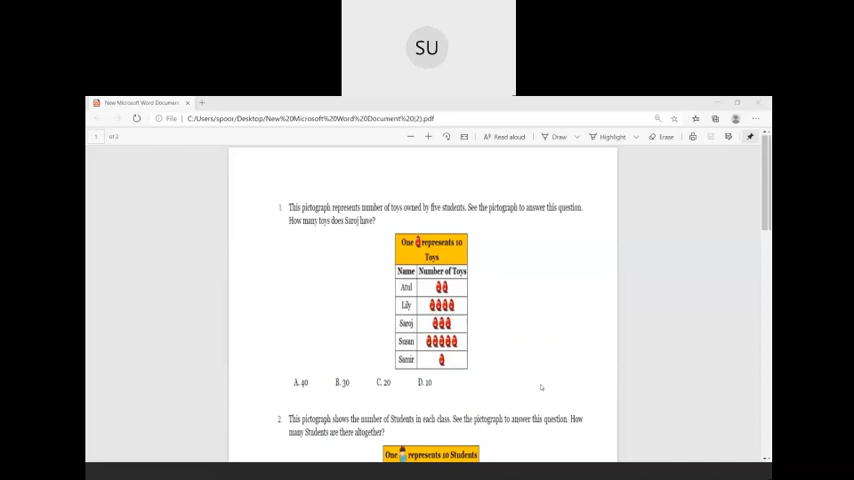 SU
New Microsoft Word Document
File C:/Users/spoor/Desktop/New%20Microsoft%20Word%20Document%20(2).pdf
1 of 2 Read aloud Draw Highlight Erase
1. This pictograph represents number of toys owned by five students. See the pictograph to answer this question.
How many toys does Saroj have?
One represents 10
Toys
Name Number of Toys
Atul
Lily
Saroj
Susan
Samir
A. 40 B. 30 C. 20 D. 10
2. This pictograph shows the number of Students in each class. See the pictograph to answer this question. How
many Students are there altogether?
One represents 10 Students